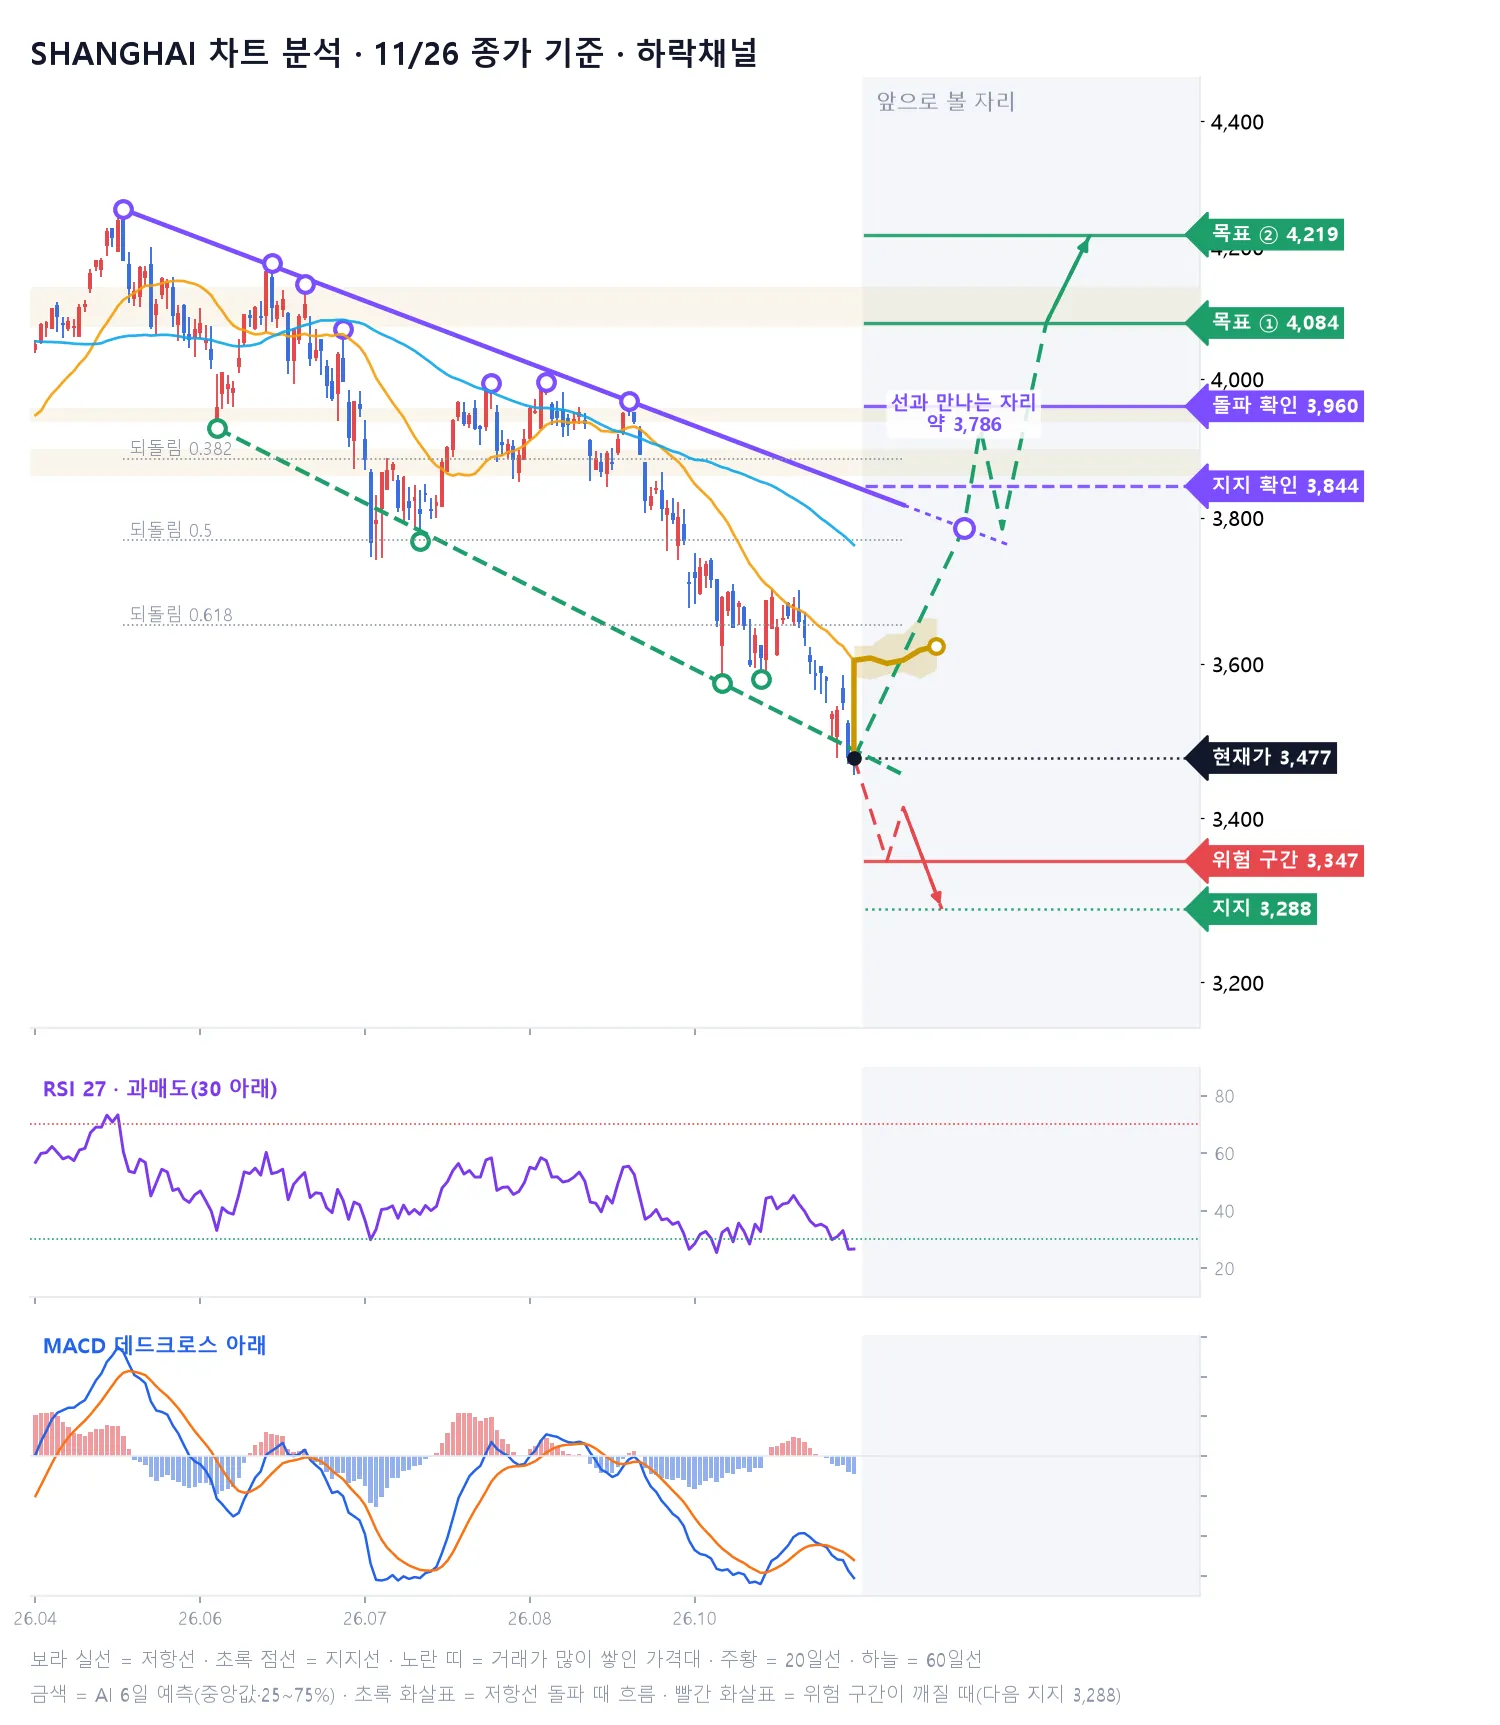 SHANGHAI 차트 분석 · 11/26 종가 기준 · 하락채널
앞으로 볼 자리
4,400
목표 ② 4,219
4,200
목표 ① 4,084
4,000
선과 만나는 자리
약 3,786
돌파 확인 3,960
되돌림 0.382
지지 확인 3,844
3,800
되돌림 0.5
되돌림 0.618
3,600
현재가 3,477
3,400
위험 구간 3,347
지지 3,288
3,200
RSI 27 · 과매도(30 아래)
80
60
40
20
MACD 데드크로스 아래
26.04 26.06 26.07 26.08 26.10
보라 실선 = 저항선 · 초록 점선 = 지지선 · 노란 띠 = 거래가 많이 쌓인 가격대 · 주황 = 20일선 · 하늘 = 60일선
금색 = AI 6일 예측(중앙값·25~75%) · 초록 화살표 = 저항선 돌파 때 흐름 · 빨간 화살표 = 위험 구간이 깨질 때(다음 지지 3,288)